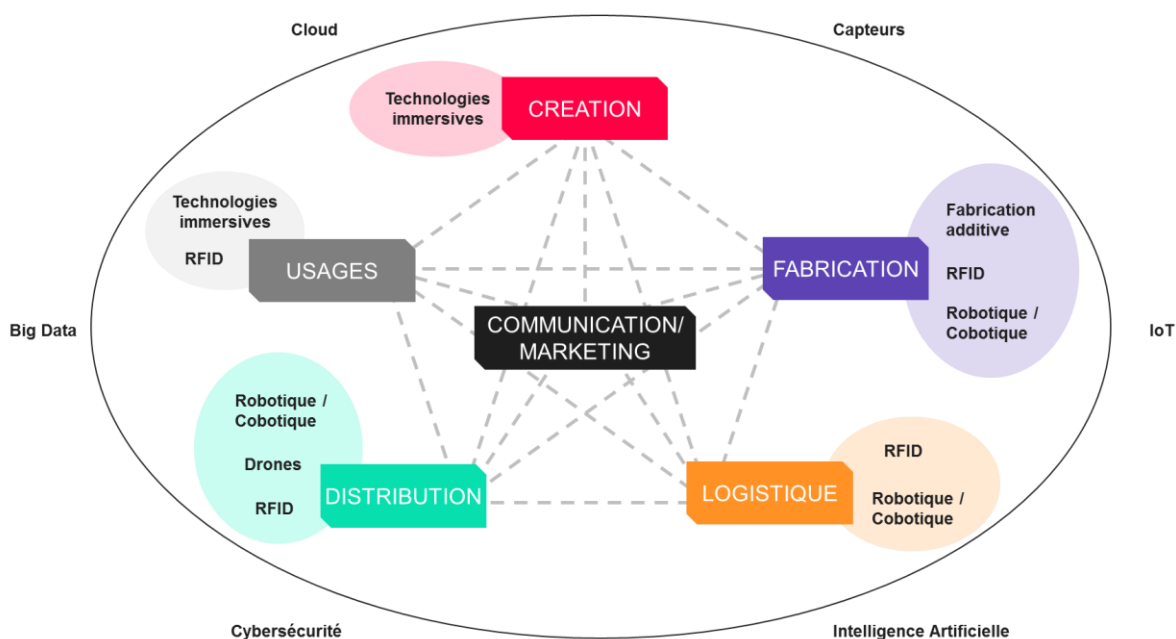 Cloud
Capteurs
Technologies
immersives
CREATION
Technologies
immersives
RFID
USAGES
Fabrication
additive
RFID
Robotique /
Cobotique
FABRICATION
COMMUNICATION/
MARKETING
Big Data
IoT
Robotique /
Cobotique
Drones
RFID
DISTRIBUTION
LOGISTIQUE
RFID
Robotique /
Cobotique
Cybersécurité
Intelligence Artificielle